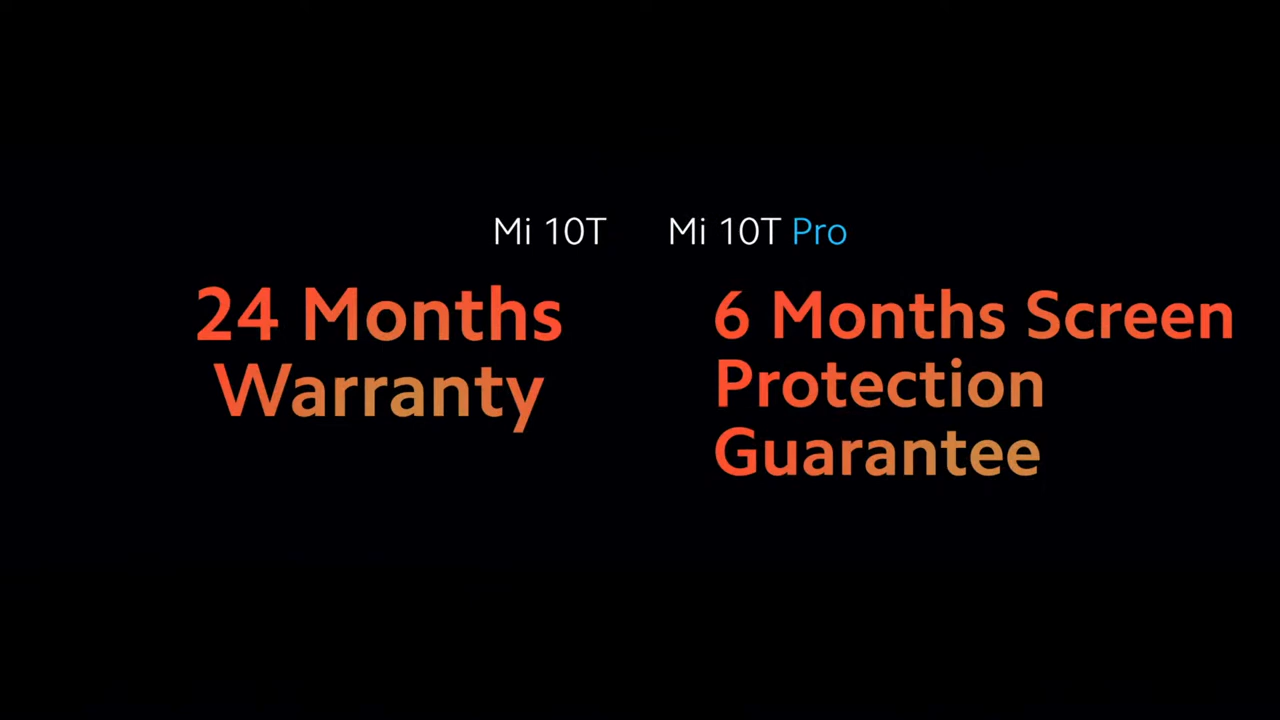 Mi 10T Mi 10T Pro
24 Months
Warranty
6 Months Screen
Protection
Guarantee